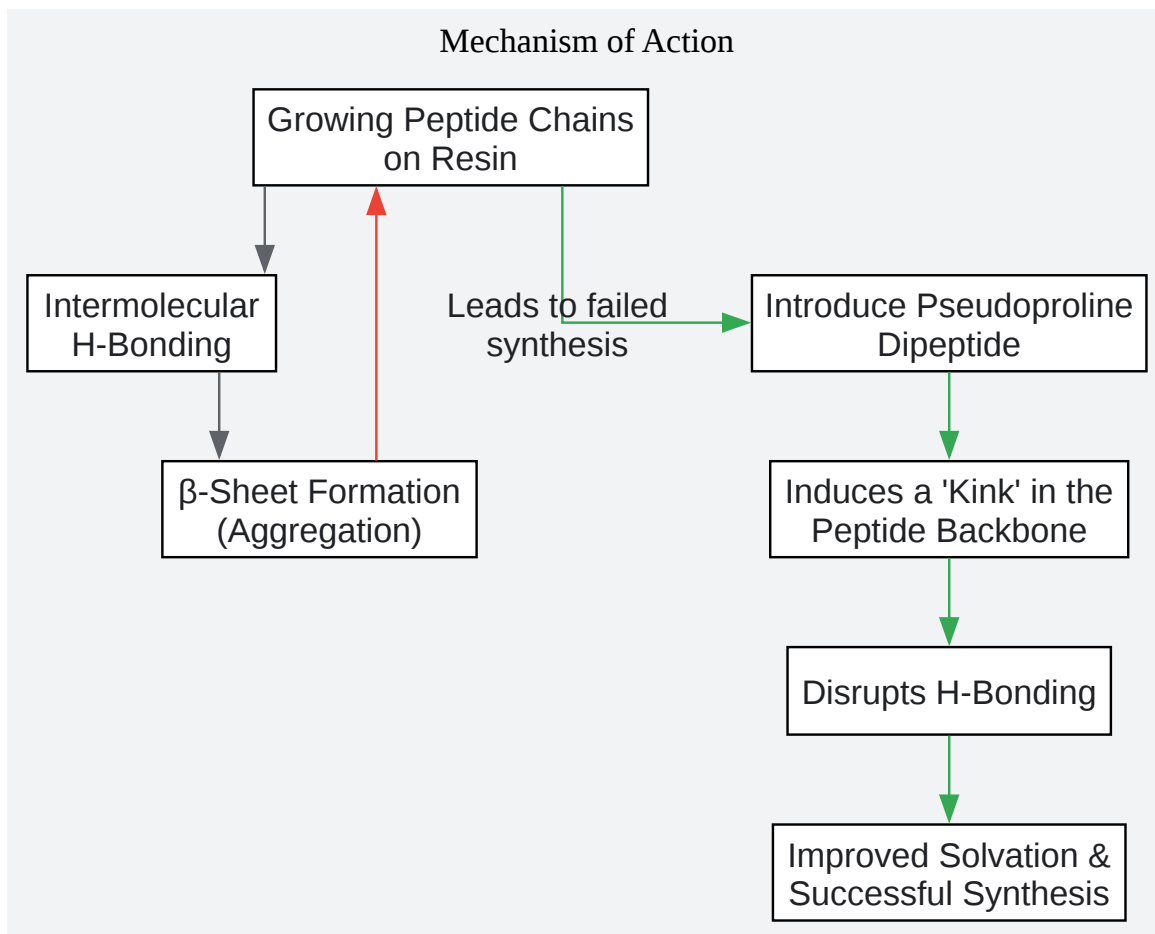 Mechanism of Action
Growing Peptide Chains
on Resin
Intermolecular
H-Bonding
Leads to failed
synthesis
Introduce Pseudoproline
Dipeptide
β-Sheet Formation
(Aggregation)
Induces a 'Kink' in the
Peptide Backbone
Disrupts H-Bonding
Improved Solvation &
Successful Synthesis